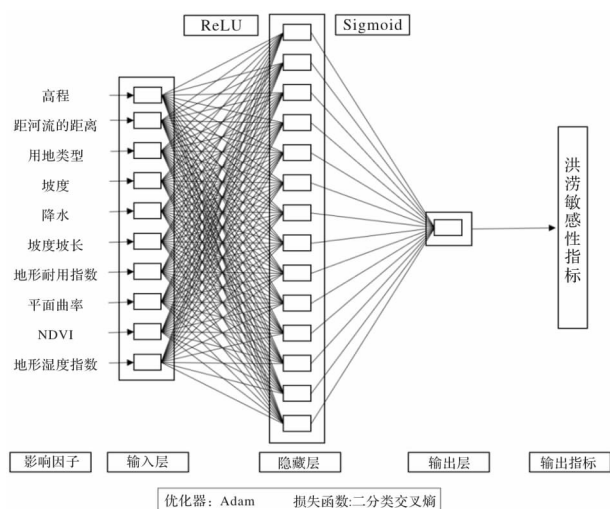 ReLU
Sigmoid
高程
距河流的距离
用地类型
坡度
降水
坡度坡长
地形耐用指数
平面曲率
NDVI
地形湿度指数
洪涝敏感性指标
影响因子
输入层
隐藏层
输出层
输出指标
优化器：Adam 损失函数:二分类交叉熵